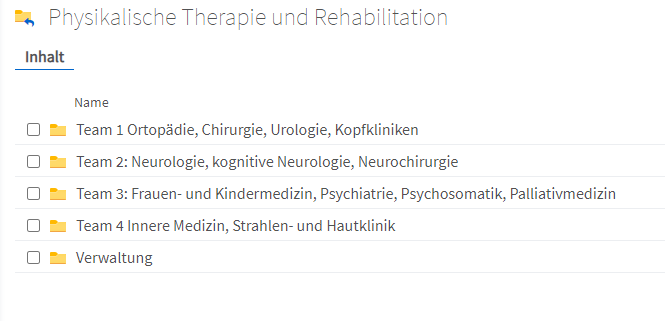 Physikalische Therapie und Rehabilitation
Inhalt
Name
Team 1 Ortopädie, Chirurgie, Urologie, Kopfkliniken
Team 2: Neurologie, kognitive Neurologie, Neurochirurgie
Team 3: Frauen- und Kindermedizin, Psychiatrie, Psychosomatik, Palliativmedizin
Team 4 Innere Medizin, Strahlen- und Hautklinik
Verwaltung